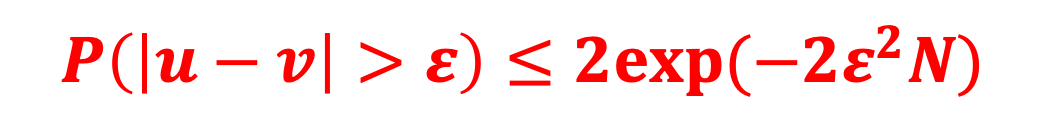 P(|u − v| > ε) ≤ 2exp(−2ε²N)